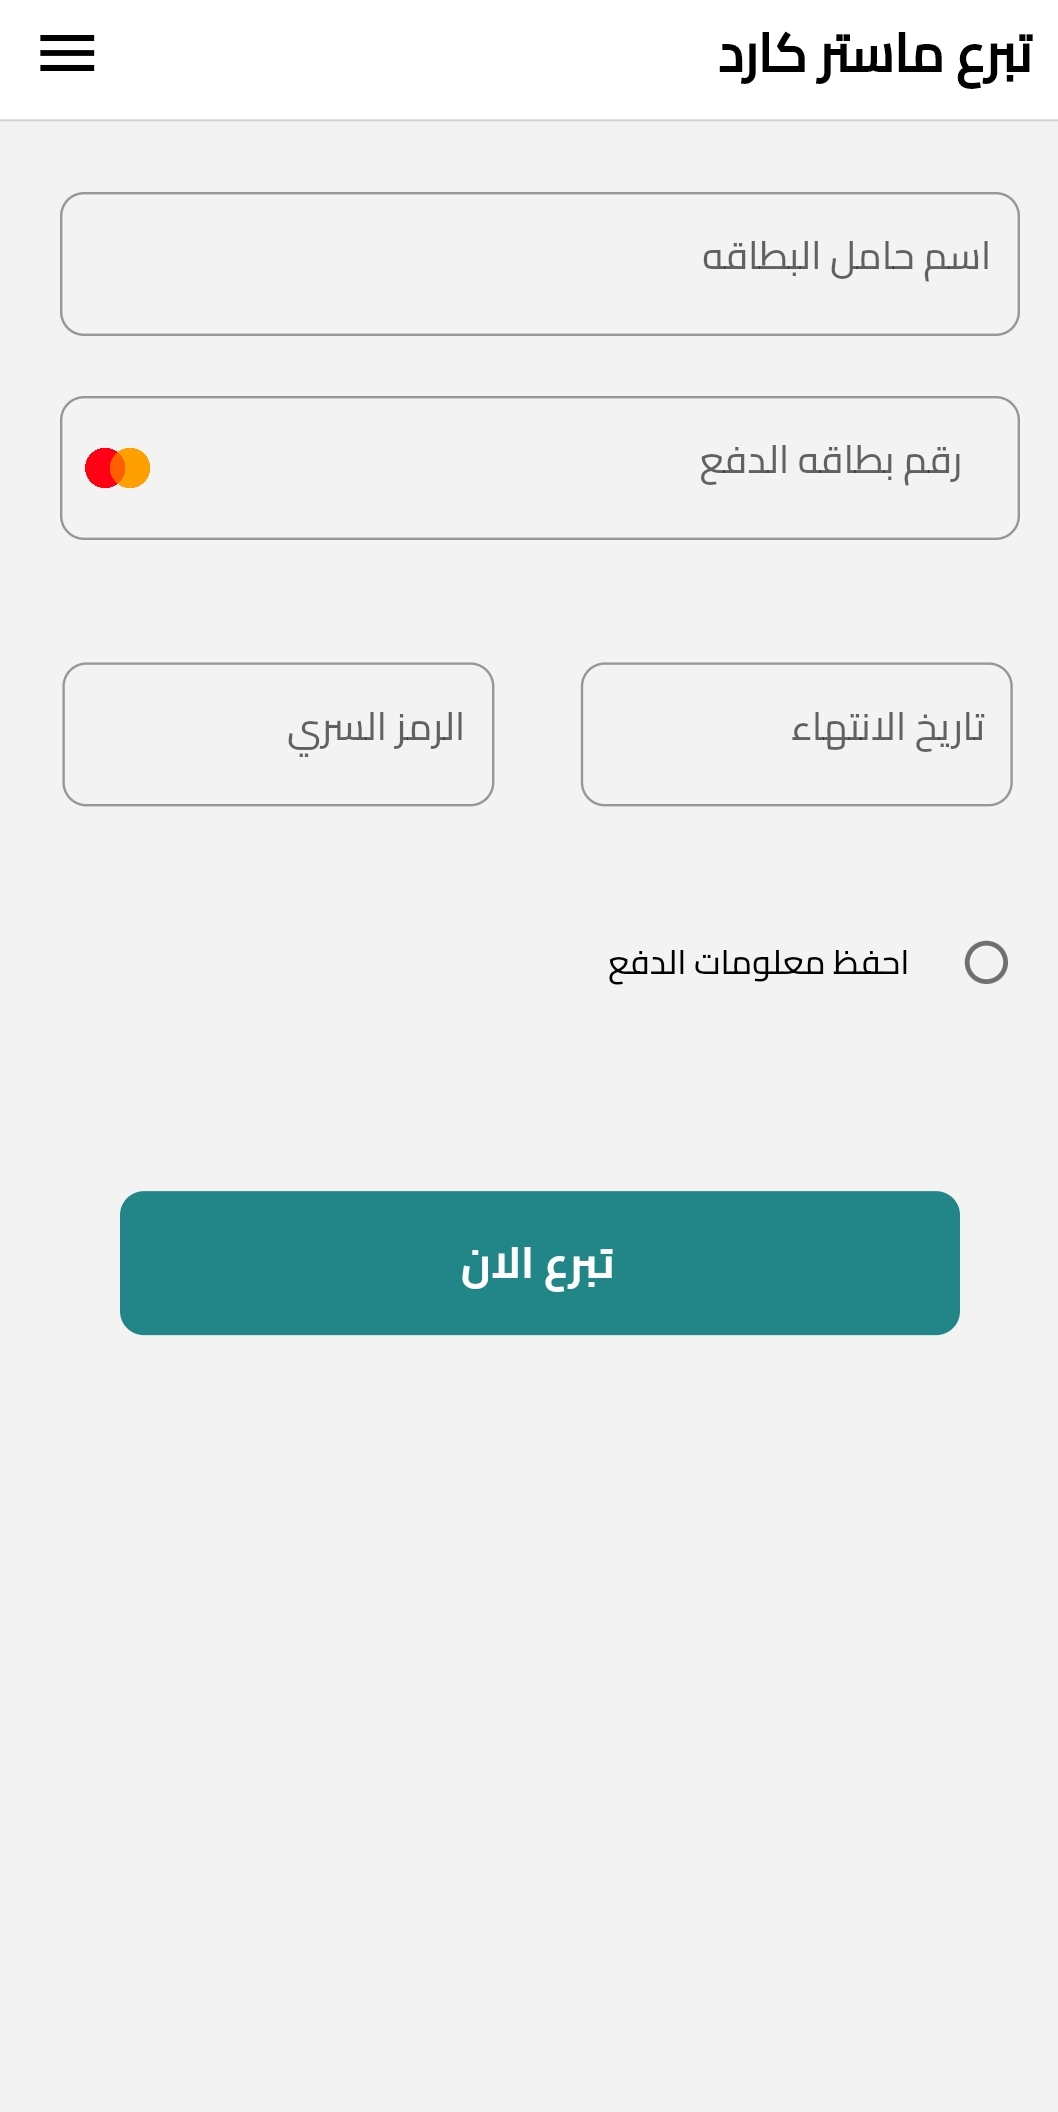 تبرع ماستر كارد
اسم حامل البطاقه
رقم بطاقه الدفع
تاريخ الانتهاء
الرمز السري
احفظ معلومات الدفع
تبرع الان